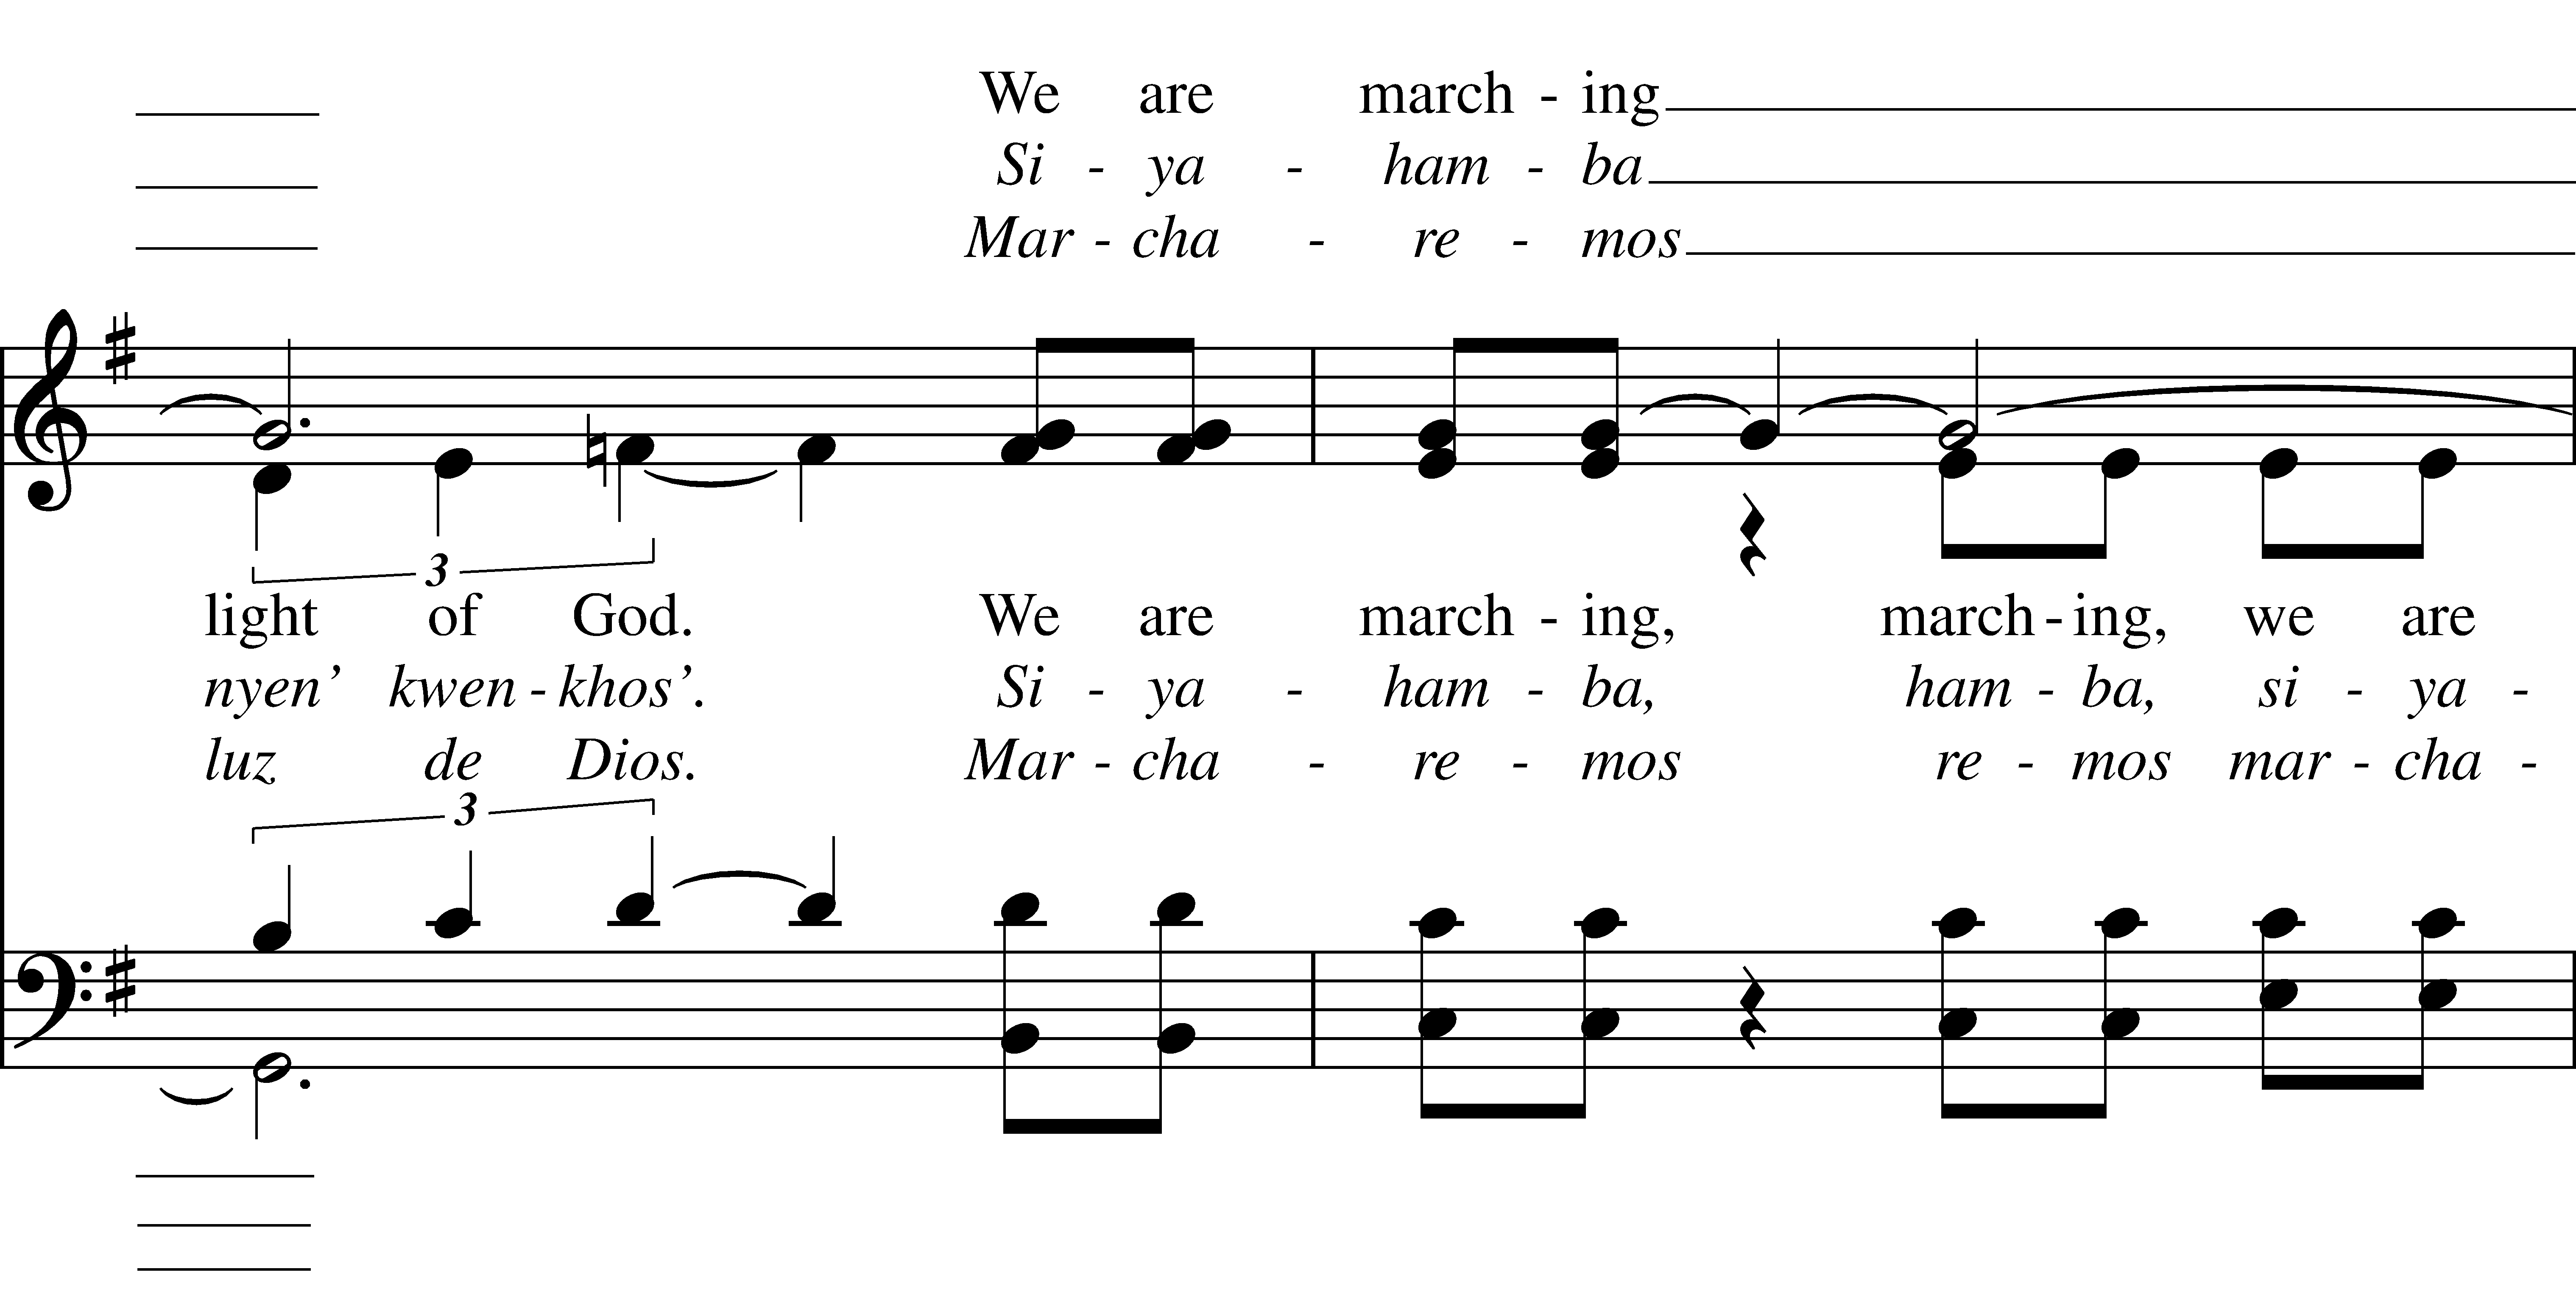 We are march - ing
Si - ya - ham - ba
Mar - cha - re - mos
3
light of God. We are march - ing, march - ing, we are
nyen’ kwen - khos’. Si - ya - ham - ba, ham - ba, si - ya -
luz de Dios. Mar - cha - re - mos re - mos mar - cha -
3